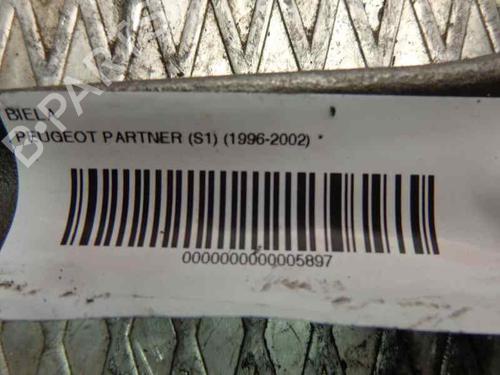 BIELA
PEUGEOT PARTNER (S1) (1996-2002) *
0000000000005897